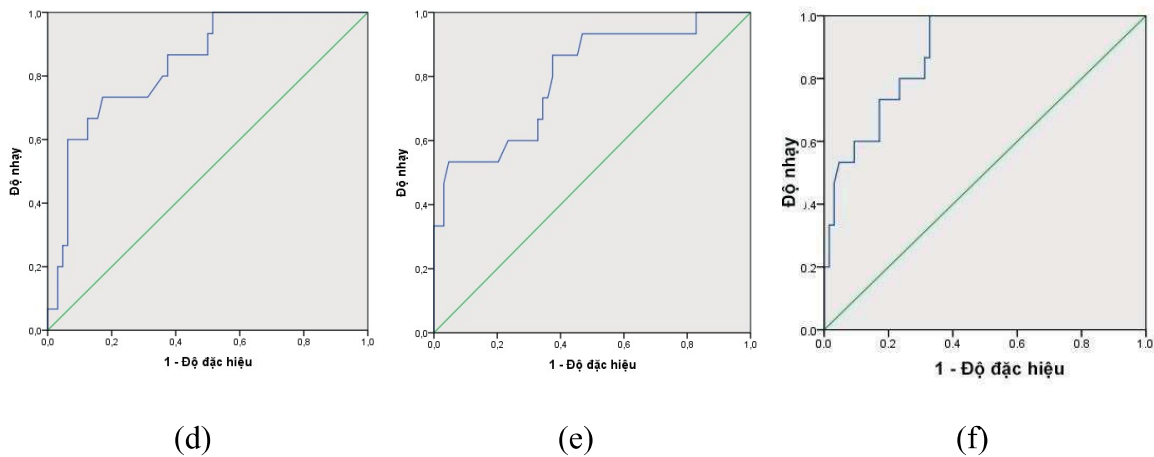 1,0
0,8
0,6
0,4
0,2
0,0
Độ nhạy
0,0 0,2 0,4 0,6 0,8 1,0
1 - Độ đặc hiệu
(d)
1,0
0,8
0,6
0,4
0,2
0,0
Độ nhạy
0,0 0,2 0,4 0,6 0,8 1,0
1 - Độ đặc hiệu
(e)
1.0
0.8
0.6
0.2
0.0
Độ nhạy
0.0 0.2 0.4 0.6 0.8 1.0
1 - Độ đặc hiệu
(f)